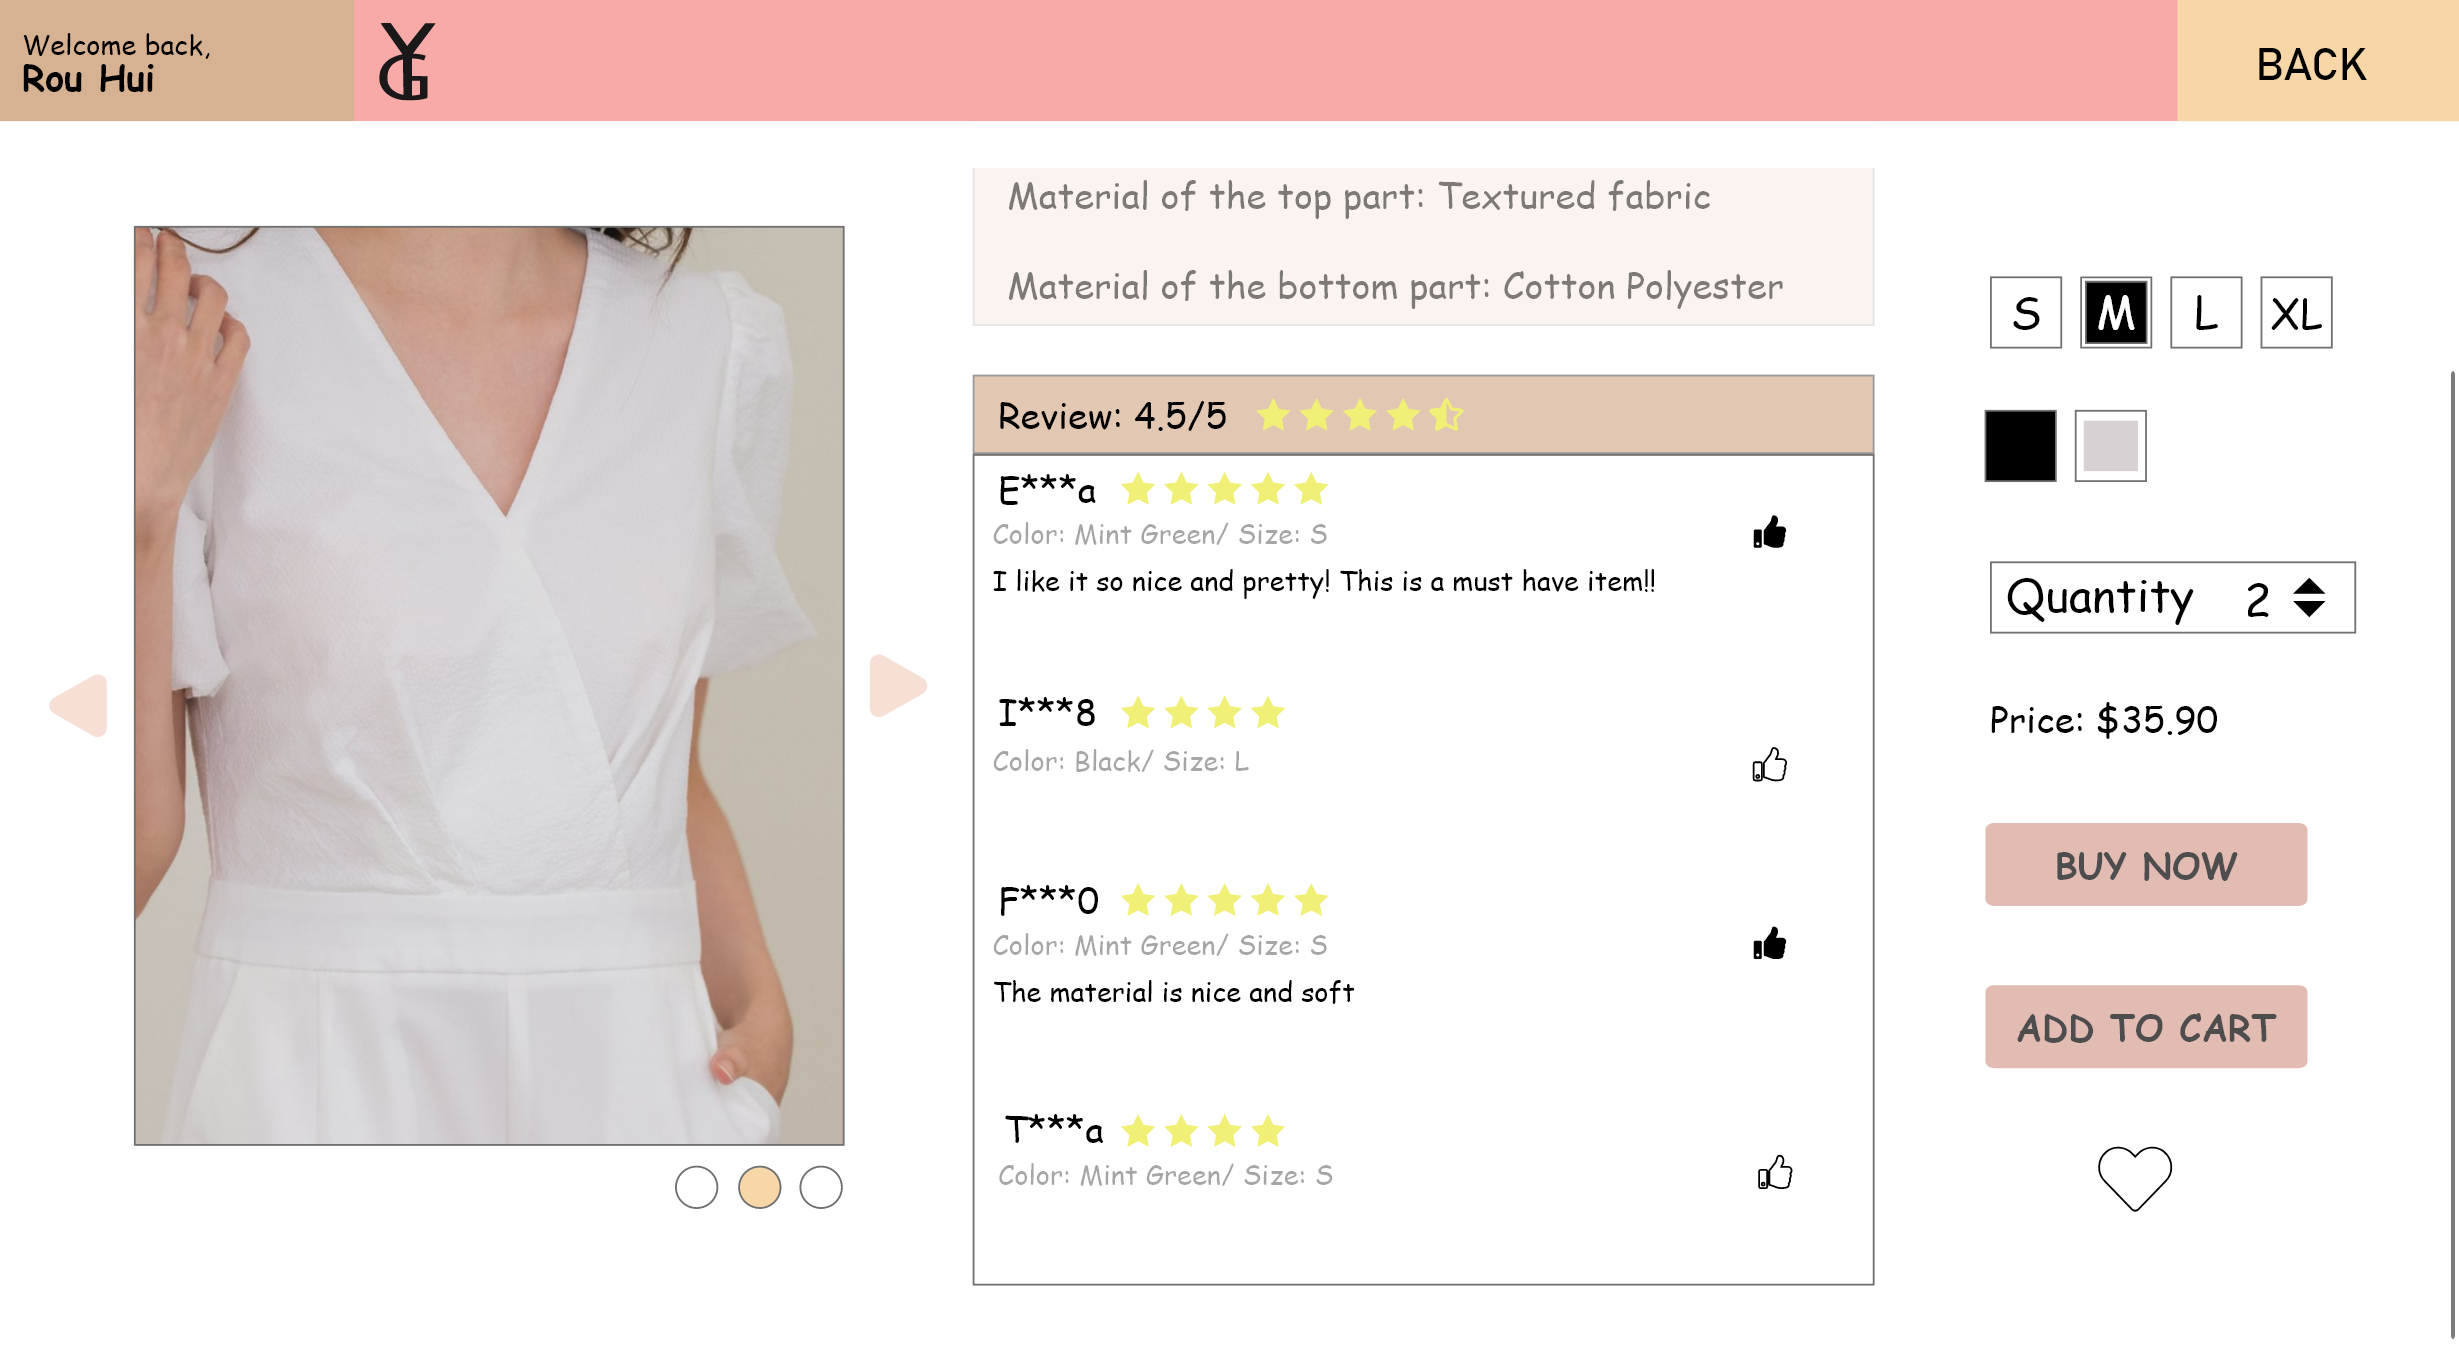 Welcome back,
Rou Hui
YG
BACK
Material of the top part: Textured fabric
Material of the bottom part: Cotton Polyester
Review: 4.5/5
E***a
Color: Mint Green/ Size: S
I like it so nice and pretty! This is a must have item!!
I***8
Color: Black/ Size: L
F***0
Color: Mint Green/ Size: S
The material is nice and soft
T***a
Color: Mint Green/ Size: S
S M L XL
Quantity 2
Price: $35.90
BUY NOW
ADD TO CART